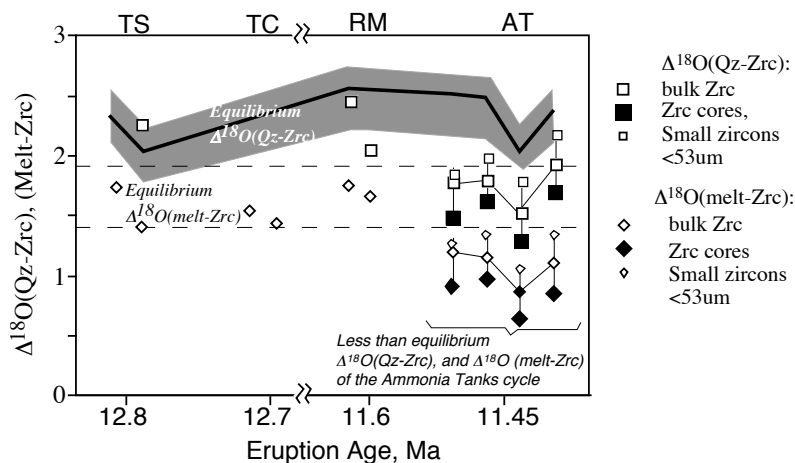 TS TC RM AT
3
2
1
0
Δ18O(Qz-Zrc), (Melt-Zrc)
Equilibrium
Δ18O(Qz-Zrc)
Equilibrium
Δ18O(melt-Zrc)
Less than equilibrium
Δ18O(Qz-Zrc), and Δ18O (melt-Zrc)
of the Ammonia Tanks cycle
12.8 12.7 11.6 11.45
Eruption Age, Ma
Δ18O(Qz-Zrc):
bulk Zrc
Zrc cores,
Small zircons
<53um
Δ18O(melt-Zrc):
bulk Zrc
Zrc cores
Small zircons
<53um